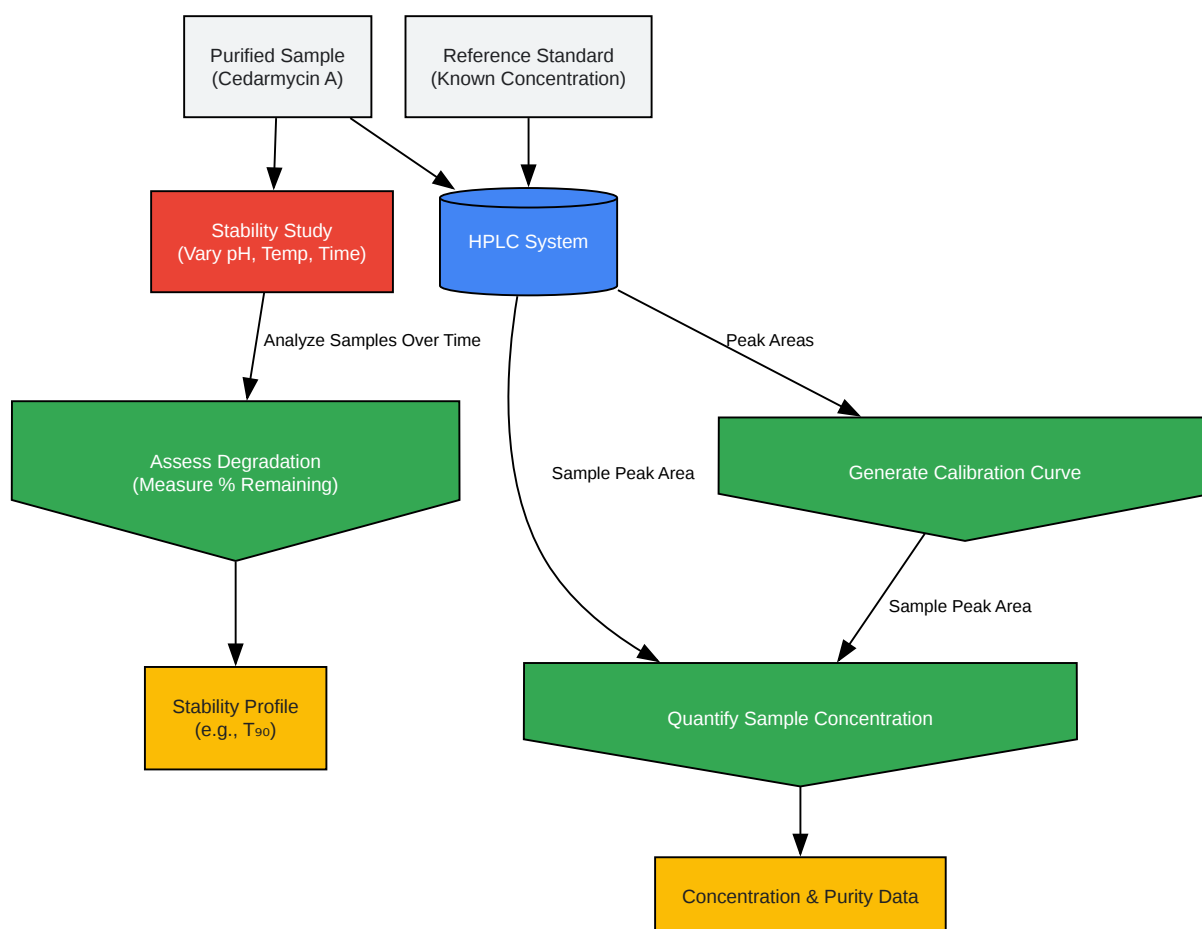 Purified Sample
(Cedarmycin A)
Reference Standard
(Known Concentration)
Stability Study
(Vary pH, Temp, Time)
HPLC System
Analyze Samples Over Time
Peak Areas
Assess Degradation
(Measure % Remaining)
Sample Peak Area
Generate Calibration Curve
Sample Peak Area
Stability Profile
(e.g., T₉₀)
Quantify Sample Concentration
Concentration & Purity Data